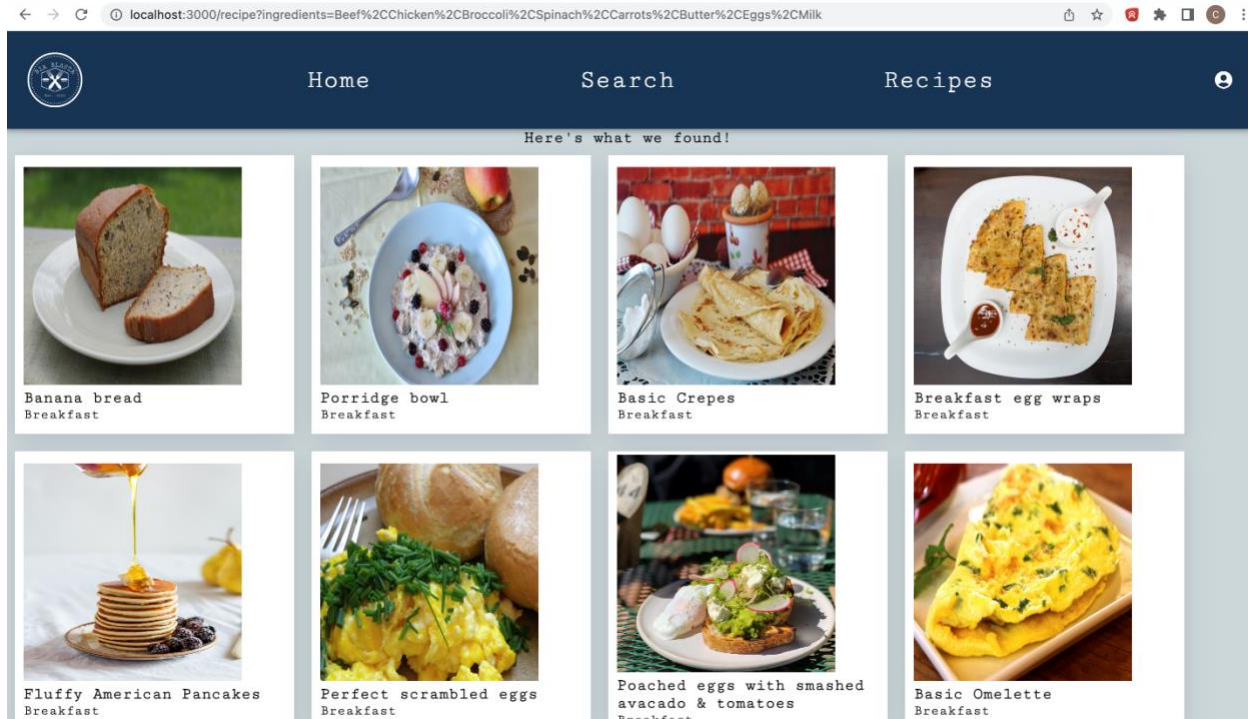 localhost:3000/recipe?ingredients=Beef%2CChicken%2CBroccoli%2CSpinach%2CCarrots%2CButter%2CEggs%2CMilk
C
Home
Search
Recipes
Here's what we found!
Banana bread
Breakfast
Porridge bowl
Breakfast
Basic Crepes
Breakfast
Breakfast egg wraps
Breakfast
Fluffy American Pancakes
Breakfast
Perfect scrambled eggs
Breakfast
Poached eggs with smashed
avacado & tomatoes
Breakfast
Basic Omelette
Breakfast